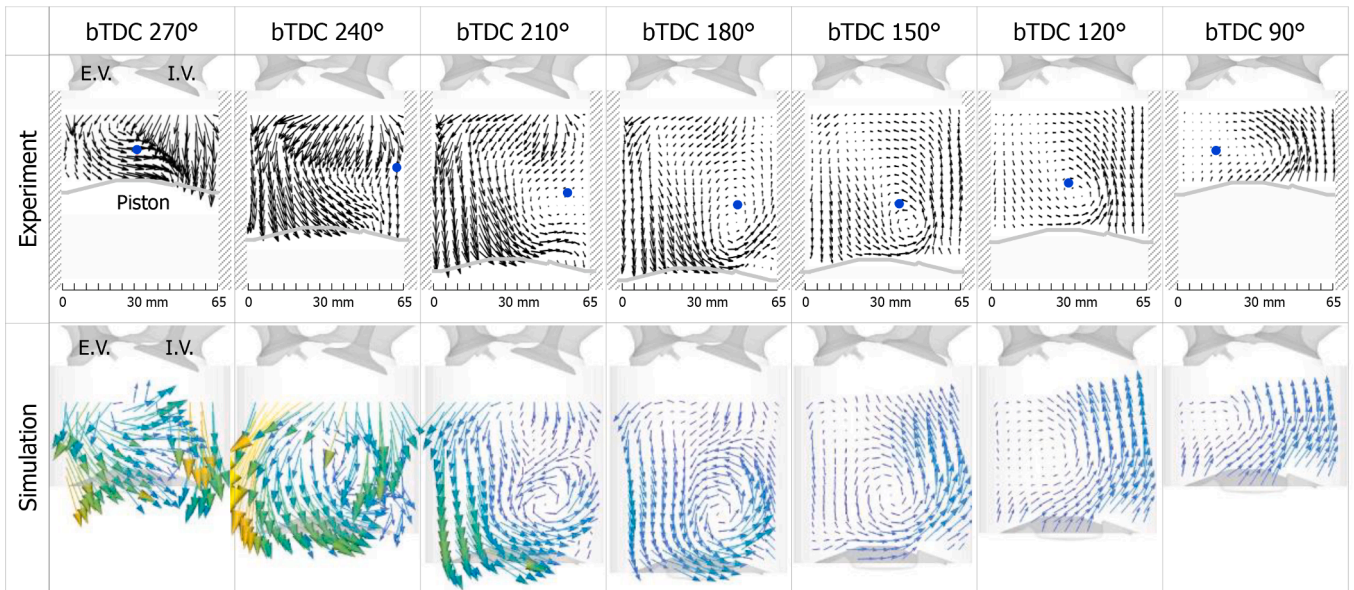 bTDC 270° bTDC 240° bTDC 210° bTDC 180° bTDC 150° bTDC 120° bTDC 90°
Experiment
E.V. I.V.
Piston
0 30 mm 65 0 30 mm 65 0 30 mm 65 0 30 mm 65 0 30 mm 65 0 30 mm 65 0 30 mm 65
Simulation
E.V. I.V.